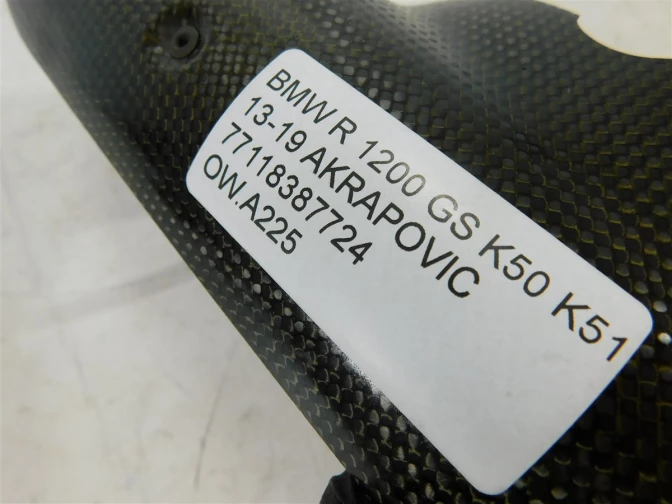 BMW R 1200 GS K50 K51
13-19 AKRAPOVIC
77118387724
OW.A225